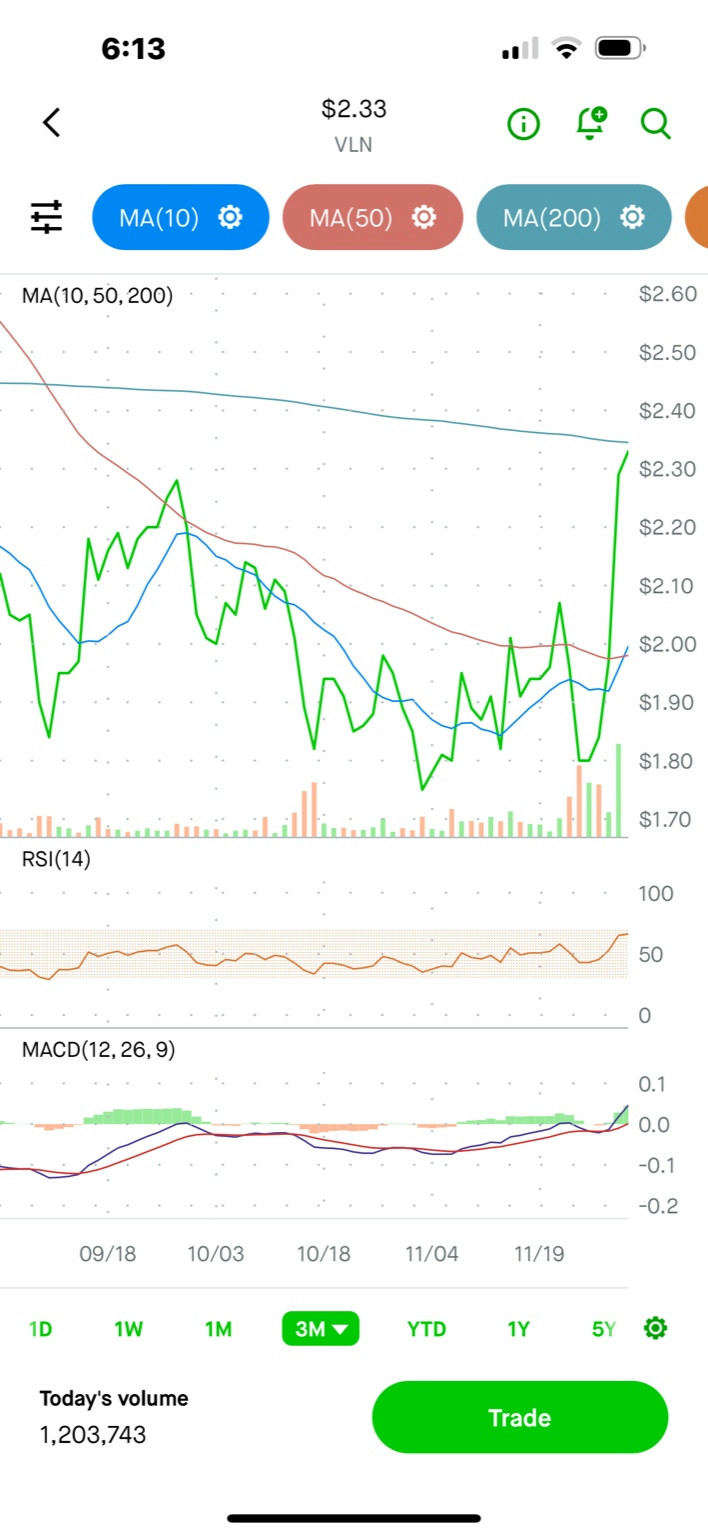 6:13
$2.33
VLN
MA(10) MA(50) MA(200)
MA(10,50,200)
$2.60
$2.50
$2.40
$2.30
$2.20
$2.10
$2.00
$1.90
$1.80
$1.70
RSI(14)
100
50
0
MACD(12,26,9)
0.1
0.0
-0.1
-0.2
09/18 10/03 10/18 11/04 11/19
1D 1W 1M 3M YTD 1Y 5Y
Today's volume
1,203,743
Trade